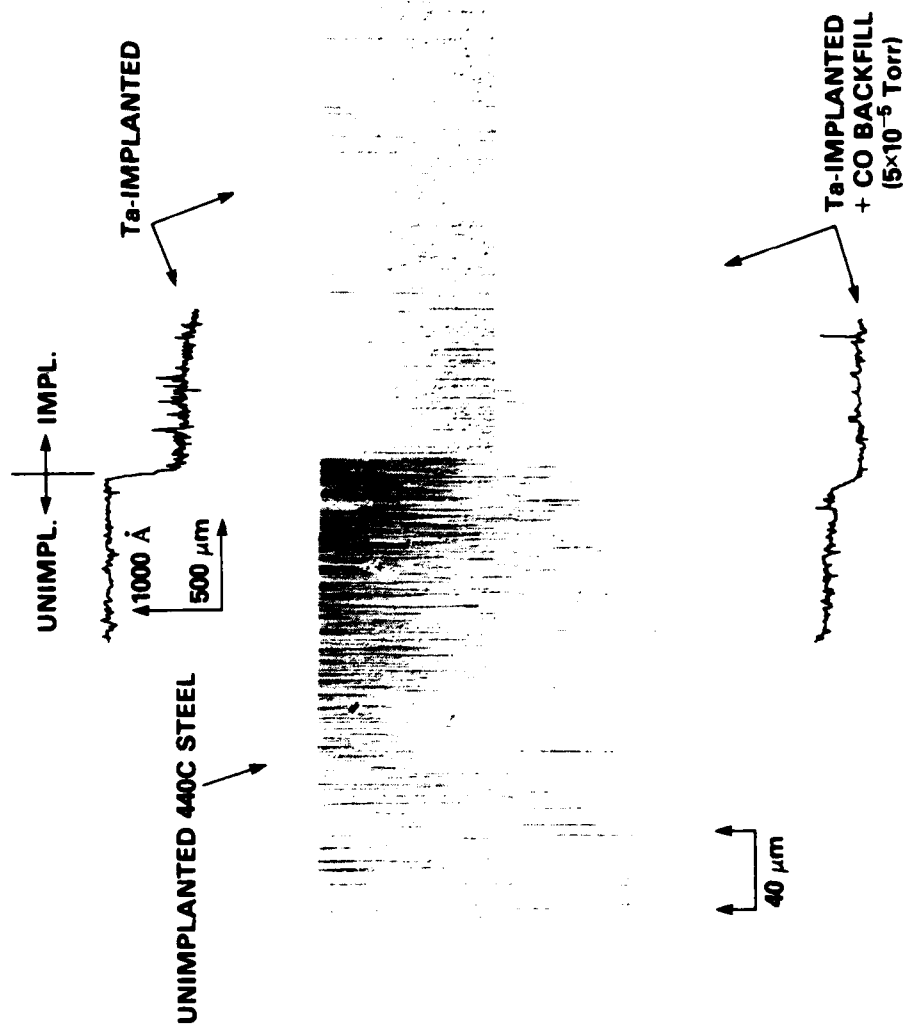 UNIMPL. IMPL.
Ta-IMPLANTED
1000 Å
500 μm
UNIMPLANTED 440C STEEL
40 μm
Ta-IMPLANTED
+ CO BACKFILL
(5×10⁻⁵ Torr)